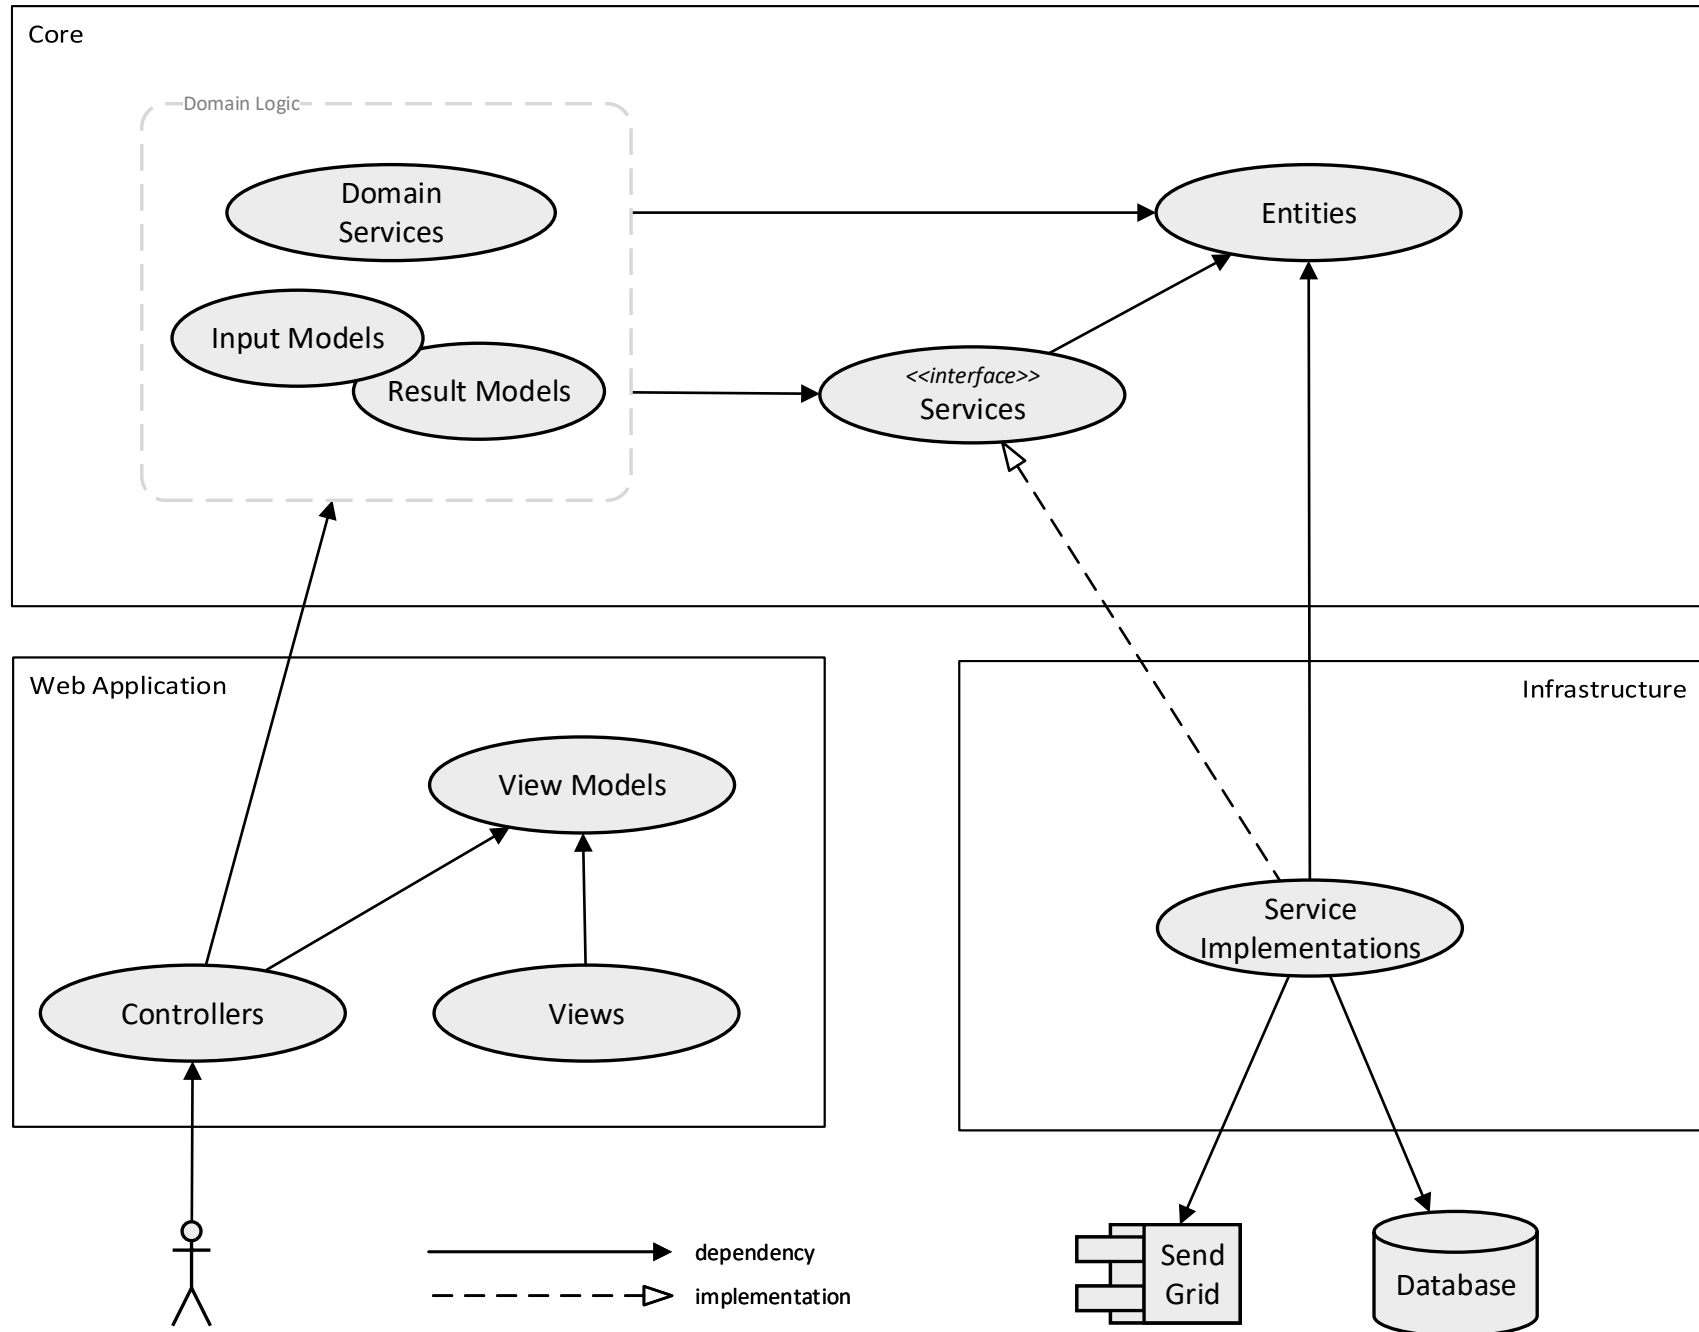 Core
Domain Logic
Domain
Services
Entities
Input Models
Result Models
<<interface>>
Services
Web Application
Infrastructure
View Models
Service
Implementations
Controllers
Views
dependency
implementation
Send
Grid
Database